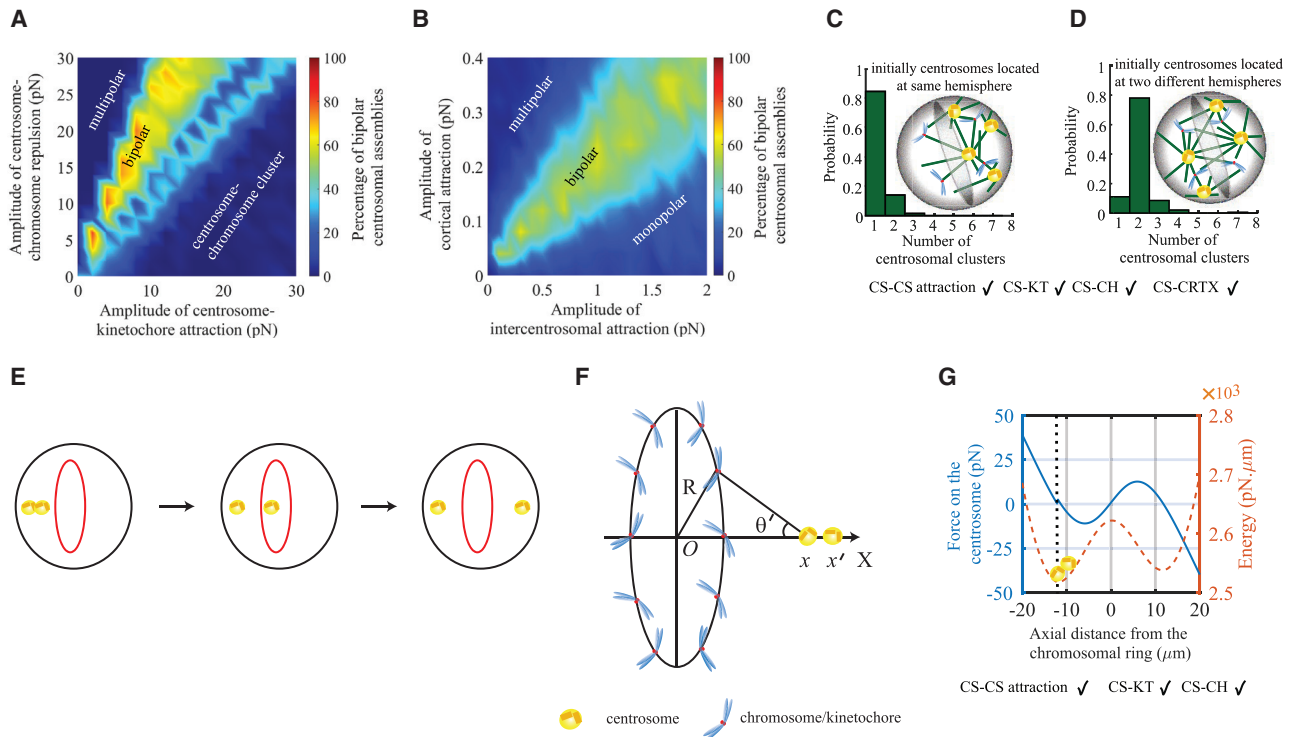 A
Amplitude of centrosome-
chromosome repulsion (pN)
30
25
20
15
10
5
0
multipolar
bipolar
centrosome-
chromosome cluster
0
10
20
30
Amplitude of centrosome-
kinetochore attraction (pN)
100
80
60
40
20
0
Percentage of bipolar
centrosomal assemblies
B
Amplitude of
cortical attraction (pN)
0.4
0.3
0.2
0.1
0
multipolar
bipolar
monopolar
0
0.5
1
1.5
2
Amplitude of
intercentrosomal attraction (pN)
100
80
60
40
20
0
Percentage of bipolar
centrosomal assemblies
C
initially centrosomes located
at same hemisphere
Probability
1
0.8
0.6
0.4
0.2
0
1 2 3 4 5 6 7 8
Number of
centrosomal clusters
D
initially centrosomes located
at two different hemispheres
Probability
1
0.8
0.6
0.4
0.2
0
1 2 3 4 5 6 7 8
Number of
centrosomal clusters
CS-CS attraction ✓ CS-KT ✓ CS-CH ✓ CS-CRTX ✓
E
F
R
θ′
O
x
x′
X
centrosome
chromosome/kinetochore
G
×10³
Force on the
centrosome (pN)
50
25
0
-25
-50
2.8
2.7
2.6
2.5
Energy (pN.μm)
-20 -10 0 10 20
Axial distance from the
chromosomal ring (μm)
CS-CS attraction ✓ CS-KT ✓ CS-CH ✓